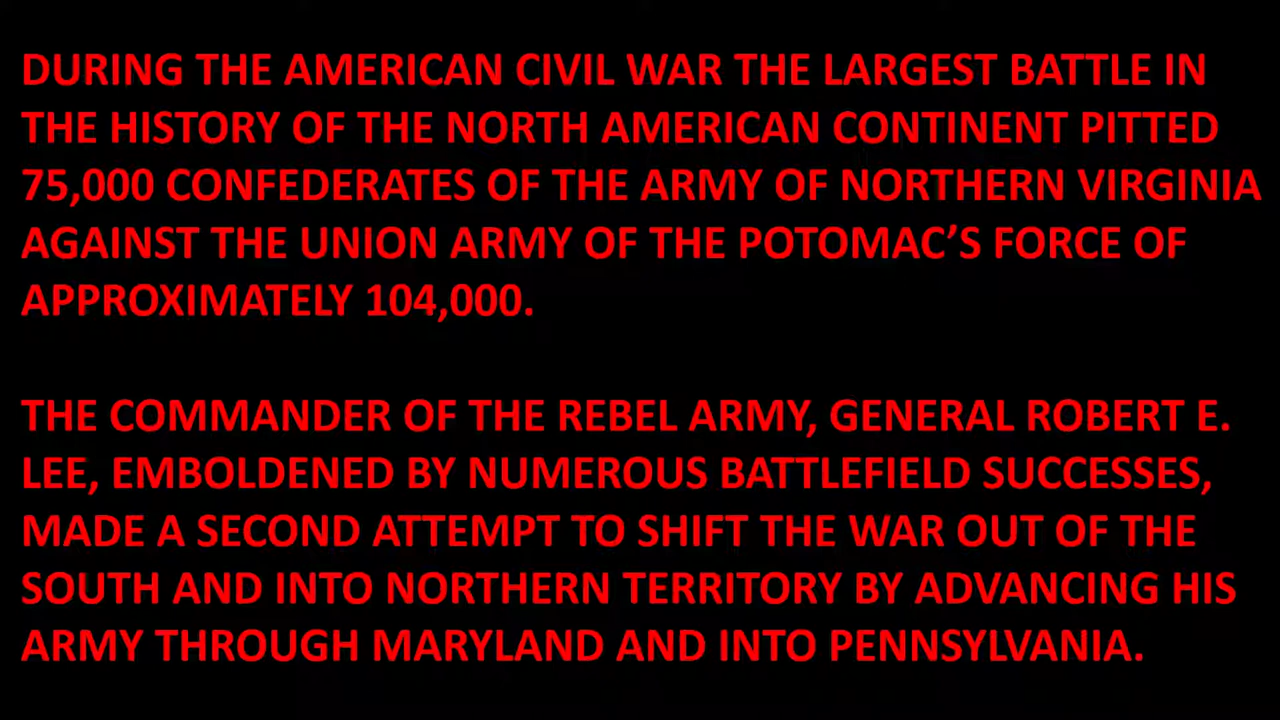 DURING THE AMERICAN CIVIL WAR THE LARGEST BATTLE IN
THE HISTORY OF THE NORTH AMERICAN CONTINENT PITTED
75,000 CONFEDERATES OF THE ARMY OF NORTHERN VIRGINIA
AGAINST THE UNION ARMY OF THE POTOMAC’S FORCE OF
APPROXIMATELY 104,000.
THE COMMANDER OF THE REBEL ARMY, GENERAL ROBERT E.
LEE, EMBOLDENED BY NUMEROUS BATTLEFIELD SUCCESSES,
MADE A SECOND ATTEMPT TO SHIFT THE WAR OUT OF THE
SOUTH AND INTO NORTHERN TERRITORY BY ADVANCING HIS
ARMY THROUGH MARYLAND AND INTO PENNSYLVANIA.